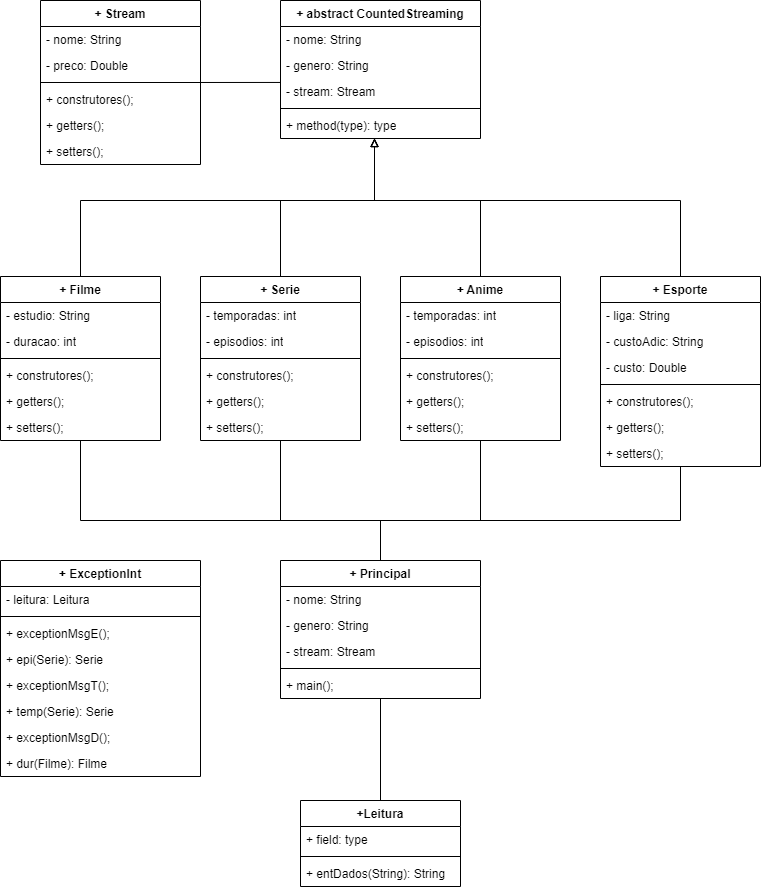 + Stream
- nome: String
- preco: Double
+ construtores();
+ getters();
+ setters();
+ abstract CountedStreaming
- nome: String
- genero: String
- stream: Stream
+ method(type): type
+ Filme
- estudio: String
- duracao: int
+ construtores();
+ getters();
+ setters();
+ Serie
- temporadas: int
- episodios: int
+ construtores();
+ getters();
+ setters();
+ Anime
- temporadas: int
- episodios: int
+ construtores();
+ getters();
+ setters();
+ Esporte
- liga: String
- custoAdic: String
- custo: Double
+ construtores();
+ getters();
+ setters();
+ ExceptionInt
- leitura: Leitura
+ exceptionMsgE();
+ epi(Serie): Serie
+ exceptionMsgT();
+ temp(Serie): Serie
+ exceptionMsgD();
+ dur(Filme): Filme
+ Principal
- nome: String
- genero: String
- stream: Stream
+ main();
+Leitura
+ field: type
+ entDados(String): String